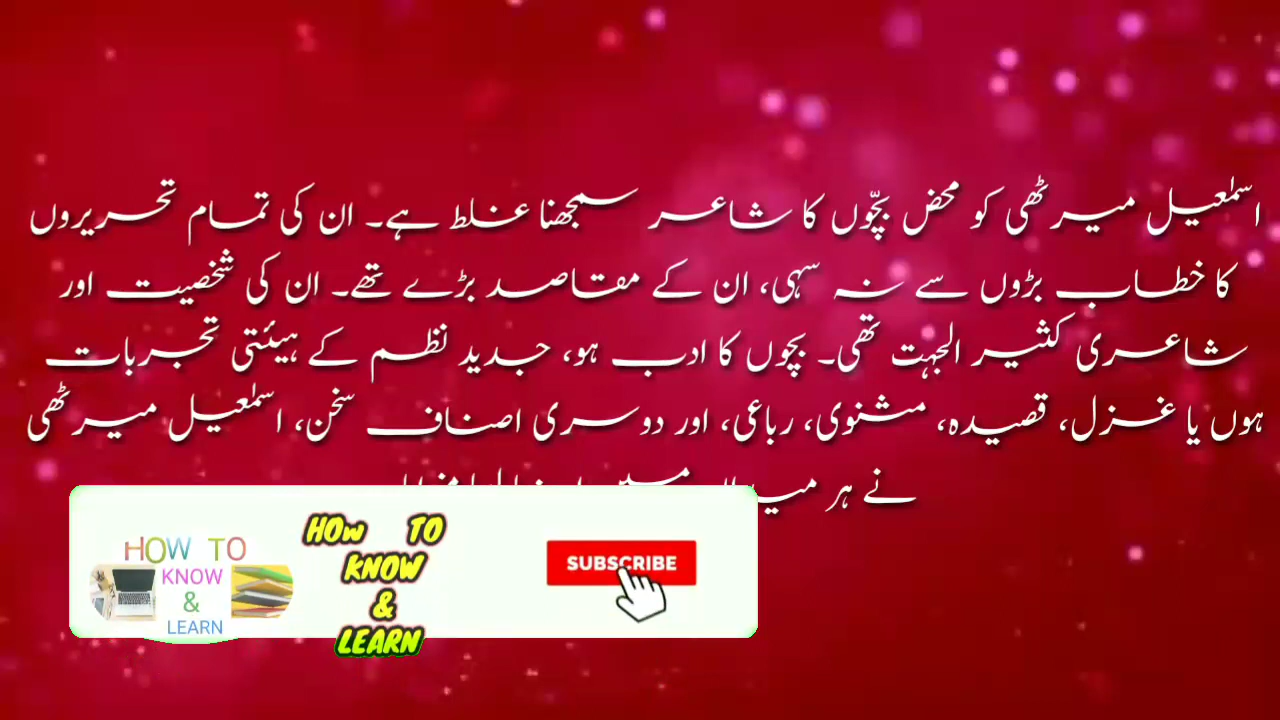 اسمٰعیل میرٹھی کو محض بچّوں کا شاعر سمجھنا غلط ہے۔ ان کی تمام تحریروں
کا خطاب بڑوں سے نہ سہی، ان کے مقاصد بڑے تھے۔ ان کی شخصیت اور
شاعری کثیر الجہت تھی۔ بچوں کا ادب ہو، جدید نظم کے ہیئتی تجربات
ہوں یا غزل، قصیدہ، مثنوی، رباعی، اور دوسری اصناف سخن، اسمٰعیل میرٹھی
نے ہر
HOW TO
KNOW
&
LEARN
HOw TO
KNOW
&
LEARN
SUBSCRIBE